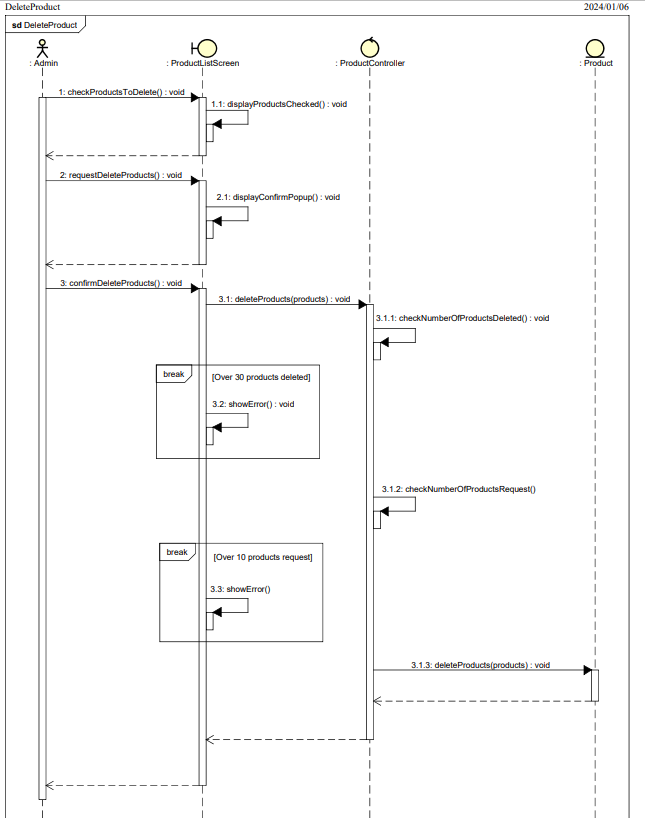 DeleteProduct 2024/01/06
sd DeleteProduct
: Admin : ProductListScreen : ProductController : Product
1: checkProductsToDelete() : void
1.1: displayProductsChecked() : void
2: requestDeleteProducts() : void
2.1: displayConfirmPopup() : void
3: confirmDeleteProducts() : void
3.1: deleteProducts(products) : void
3.1.1: checkNumberOfProductsDeleted() : void
break [Over 30 products deleted]
3.2: showError() : void
3.1.2: checkNumberOfProductsRequest()
break [Over 10 products request]
3.3: showError()
3.1.3: deleteProducts(products) : void